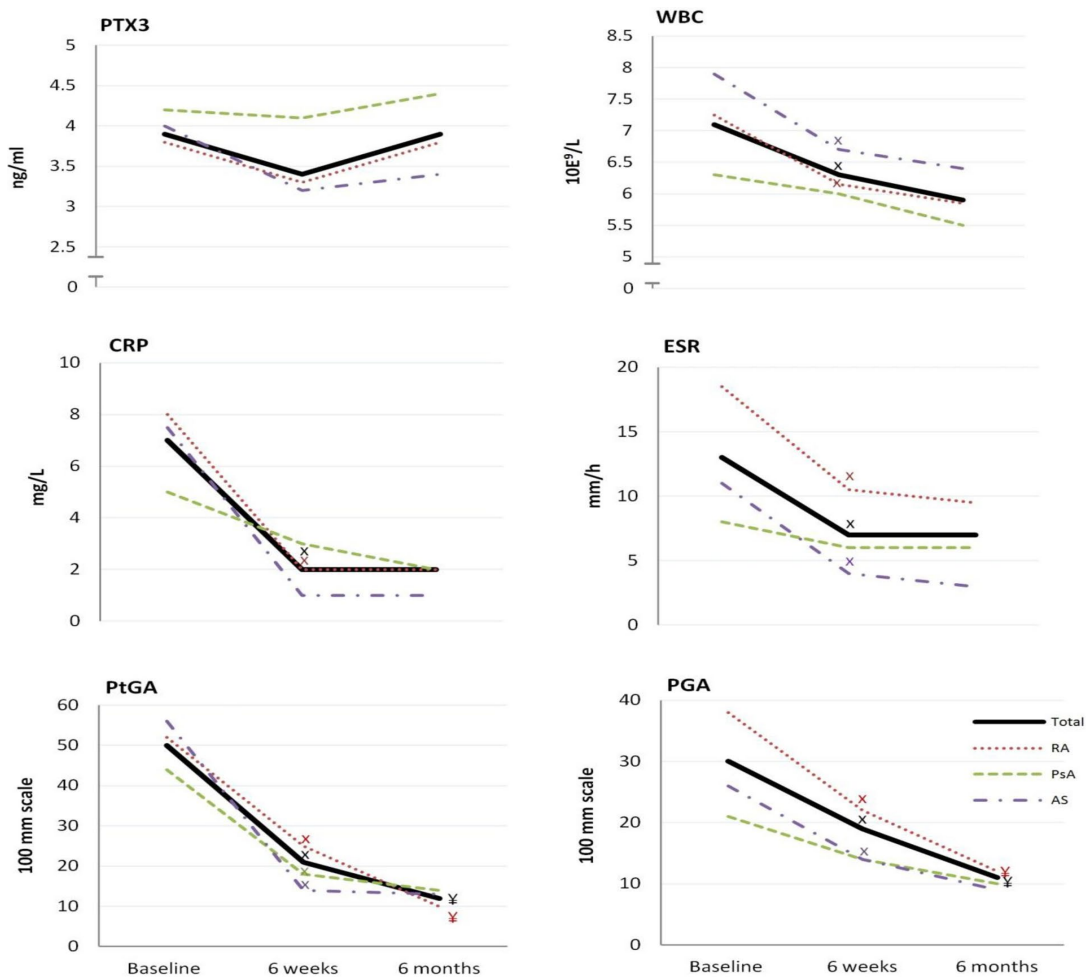 PTX3
5
4.5
4
3.5
3
2.5
0
ng/ml
WBC
8.5
8
7.5
7
6.5
6
5.5
5
0
10E⁹/L
x
x
x
CRP
10
8
6
4
2
0
mg/L
x
x
ESR
20
15
10
5
0
mm/h
x
x
x
PtGA
60
50
40
30
20
10
0
100 mm scale
x
x
x
x
¥
¥
Baseline 6 weeks 6 months
PGA
40
30
20
10
0
100 mm scale
x
x
x
¥
¥
Total
RA
PsA
AS
Baseline 6 weeks 6 months